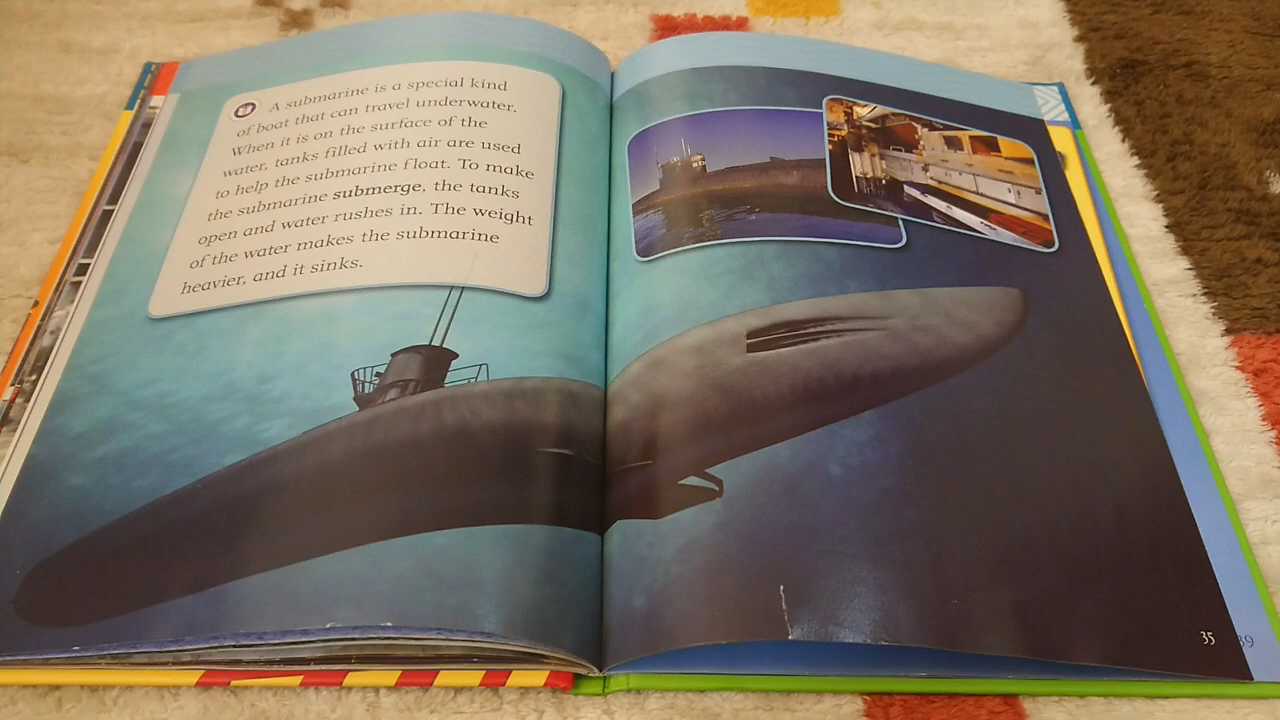 A submarine is a special kind
of boat that can travel underwater.
When it is on the surface of the
water, tanks filled with air are used
to help the submarine float. To make
the submarine submerge, the tanks
open and water rushes in. The weight
of the water makes the submarine
heavier, and it sinks.
35
39